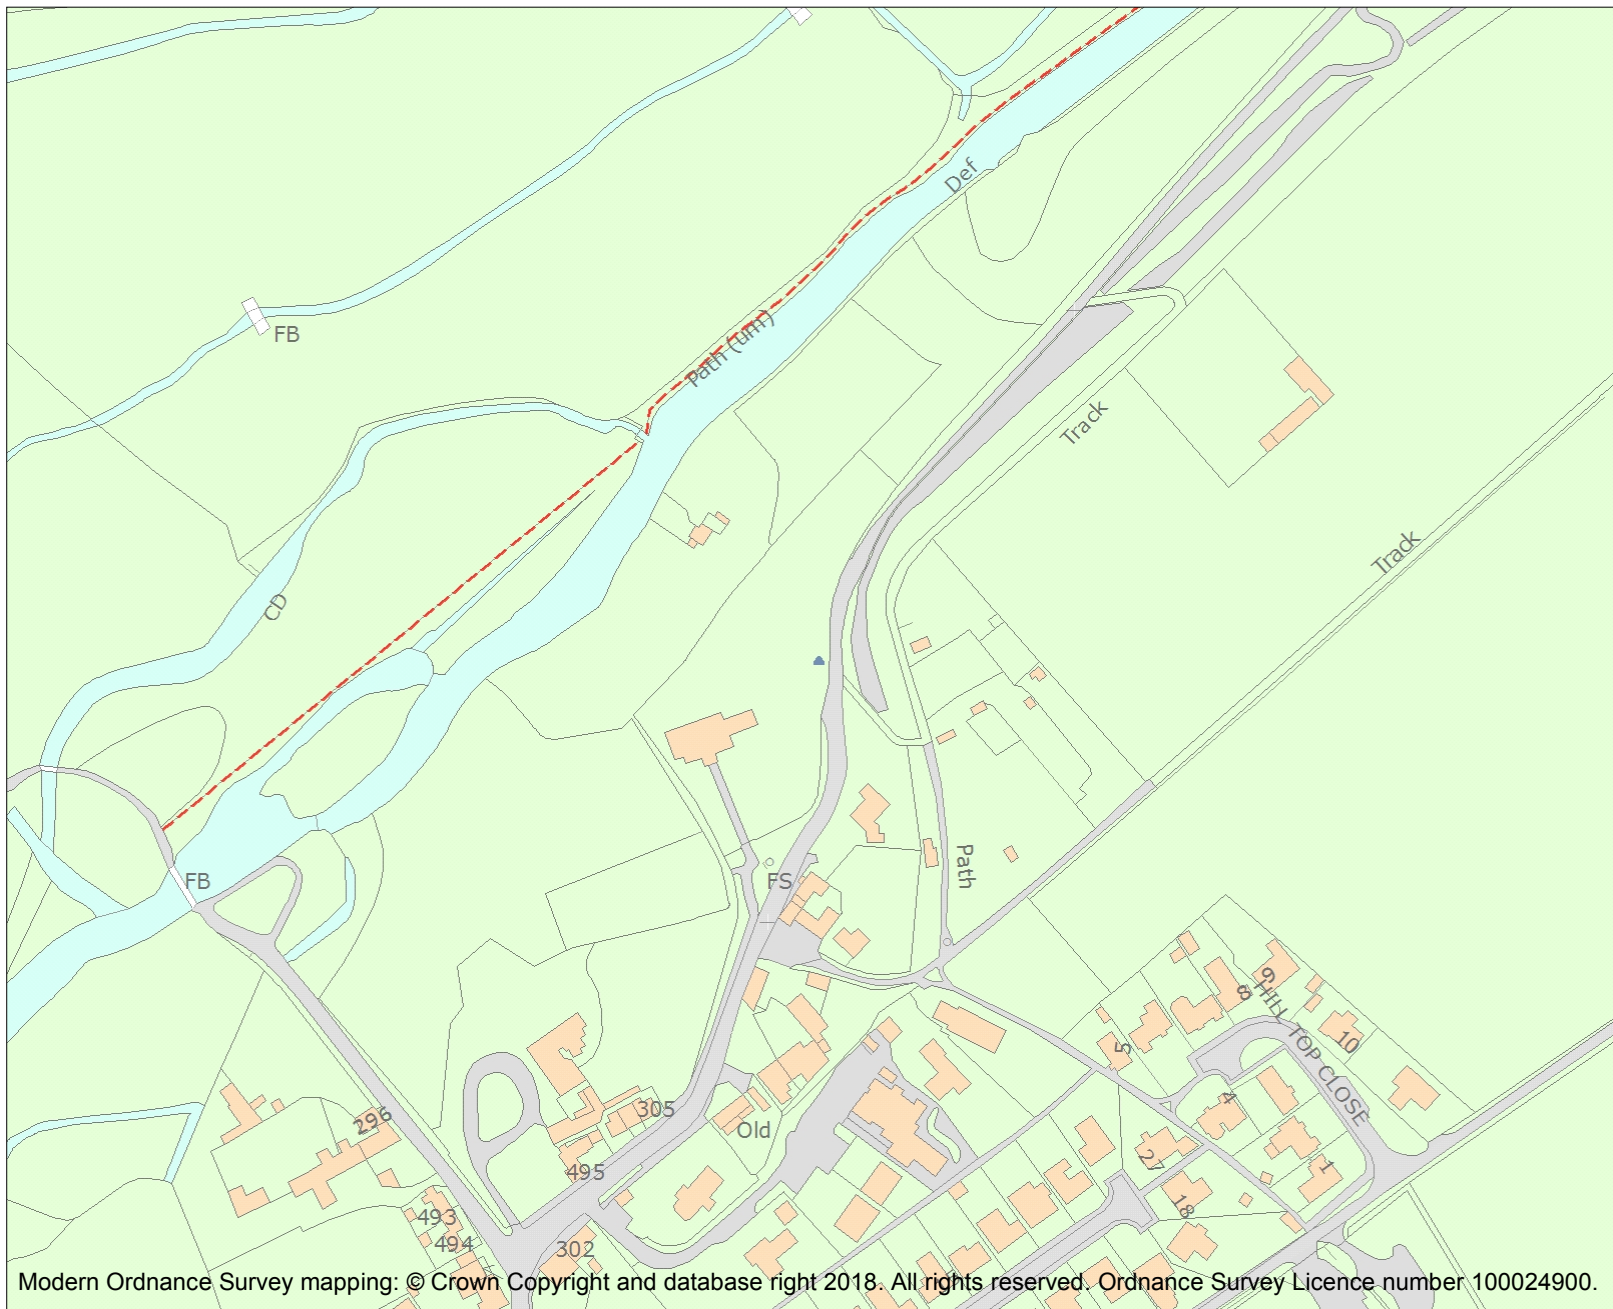 Def
FB
Path (um)
Track
Track
CD
Path
FB
FS
9
8
HILL TOP CLOSE
10
5
4
305
296
Old
27
1
495
18
493
494
302
Modern Ordnance Survey mapping: © Crown Copyright and database right 2018. All rights reserved. Ordnance Survey Licence number 100024900.